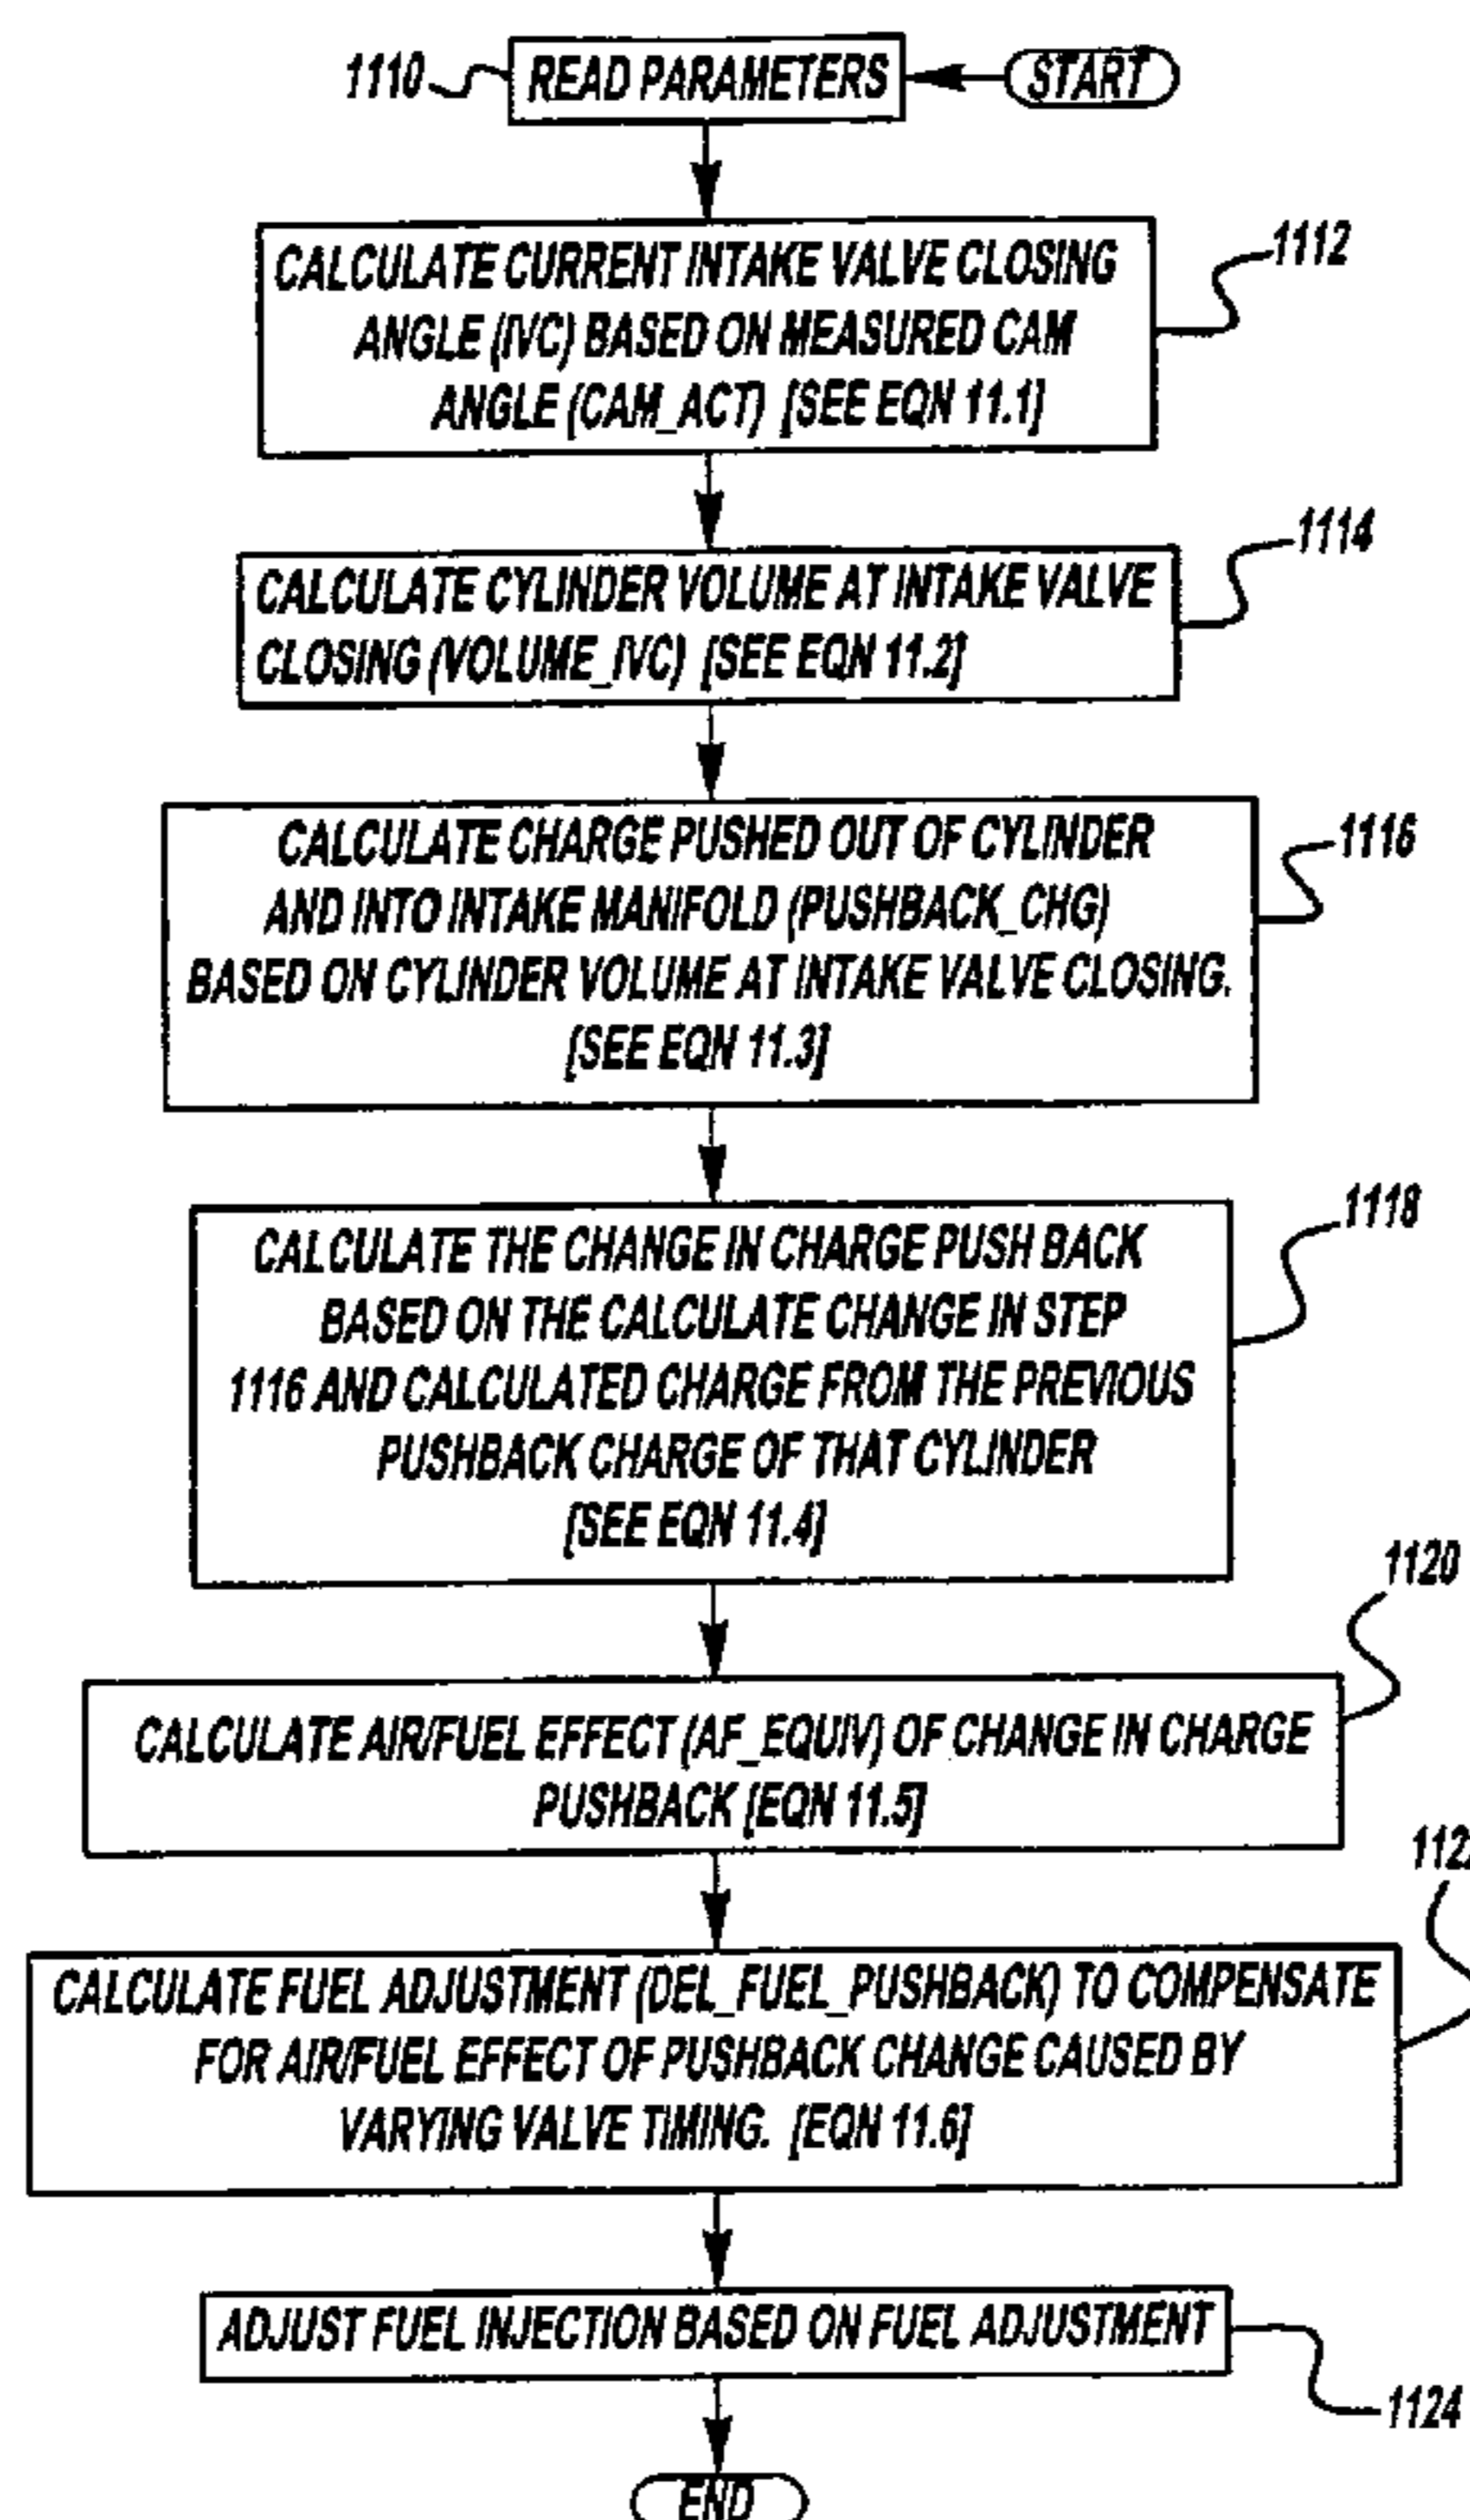 1110
READ PARAMETERS
START
CALCULATE CURRENT INTAKE VALVE CLOSING
ANGLE (IVC) BASED ON MEASURED CAM
ANGLE (CAM_ACT) [SEE EQN 11.1]
1112
CALCULATE CYLINDER VOLUME AT INTAKE VALVE
CLOSING (VOLUME_IVC) [SEE EQN 11.2]
1114
CALCULATE CHARGE PUSHED OUT OF CYLINDER
AND INTO INTAKE MANIFOLD (PUSHBACK_CHG)
BASED ON CYLINDER VOLUME AT INTAKE VALVE CLOSING.
[SEE EQN 11.3]
1116
CALCULATE THE CHANGE IN CHARGE PUSH BACK
BASED ON THE CALCULATE CHANGE IN STEP
1116 AND CALCULATED CHARGE FROM THE PREVIOUS
PUSHBACK CHARGE OF THAT CYLINDER
[SEE EQN 11.4]
1118
CALCULATE AIR/FUEL EFFECT (AF_EQUIV) OF CHANGE IN CHARGE
PUSHBACK [EQN 11.5]
1120
CALCULATE FUEL ADJUSTMENT (DEL_FUEL_PUSHBACK) TO COMPENSATE
FOR AIR/FUEL EFFECT OF PUSHBACK CHANGE CAUSED BY
VARYING VALVE TIMING. [EQN 11.6]
ADJUST FUEL INJECTION BASED ON FUEL ADJUSTMENT
1124
END